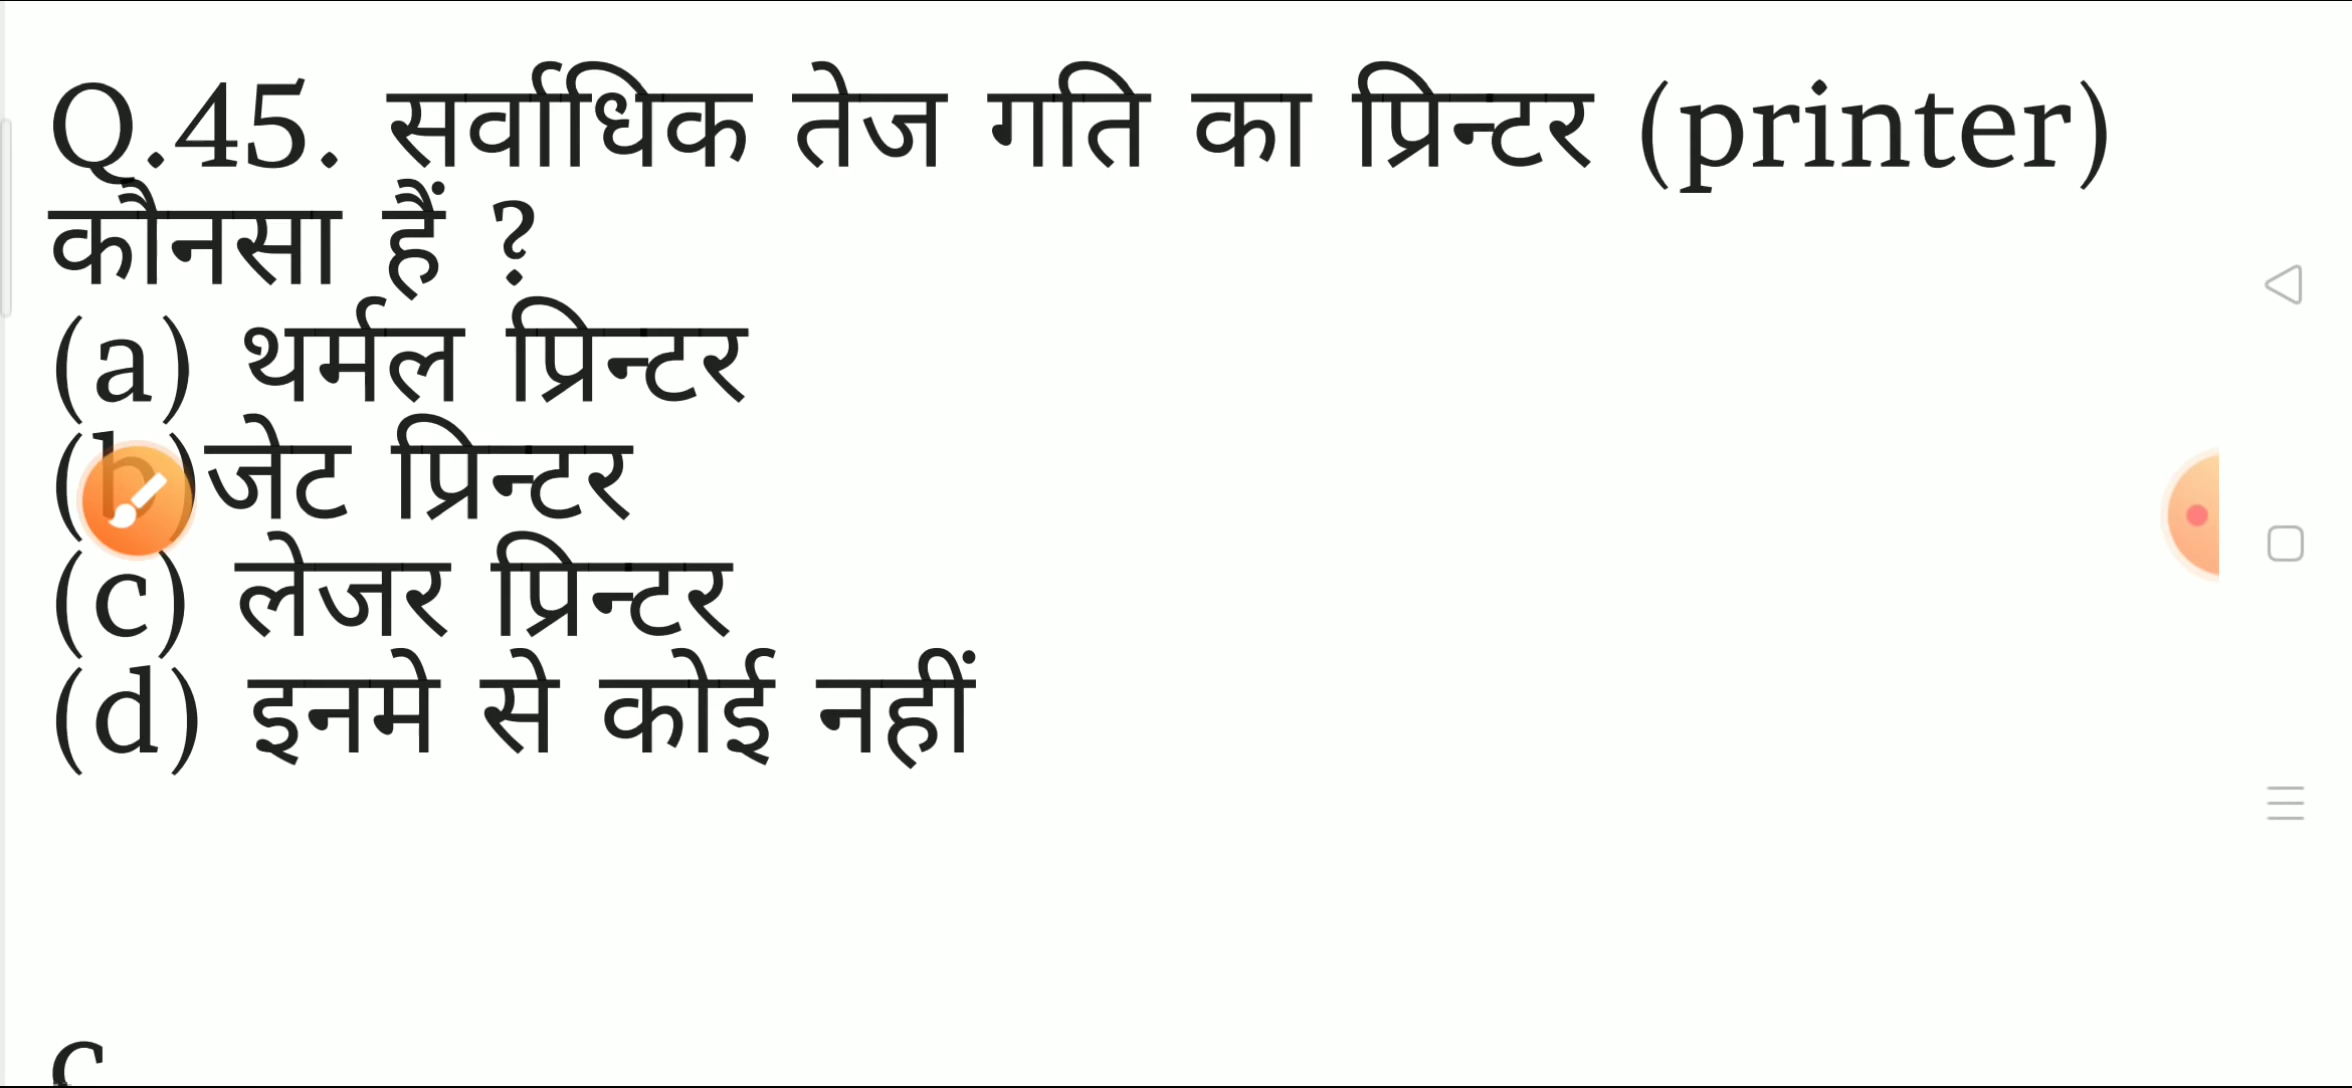 Q.45. सर्वाधिक तेज गति का प्रिन्टर (printer)
कौनसा हैं ?
(a) थर्मल प्रिन्टर
(b)जेट प्रिन्टर
(c) लेजर प्रिन्टर
(d) इनमे से कोई नहीं